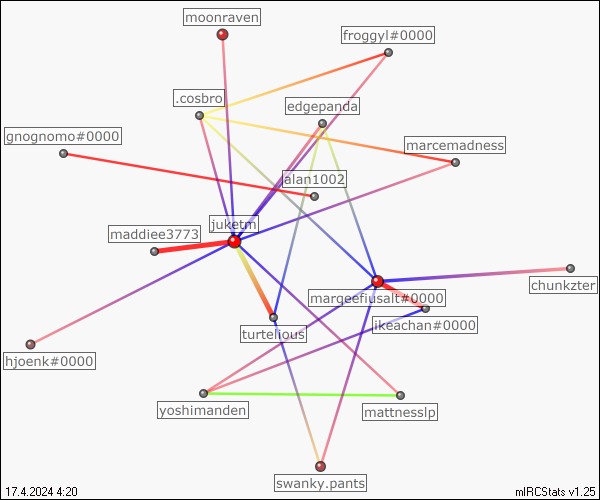 moonraven
froggyl#0000
.cosbro
edgepanda
gnognomo#0000
marcemadness
alan1002
juketm
maddiee3773
chunkzter
margeefiusalt#0000
ikeachan#0000
turtelious
hjoenk#0000
yoshimanden
mattnesslp
swanky.pants
17.4.2024 4:20
mIRCStats v1.25